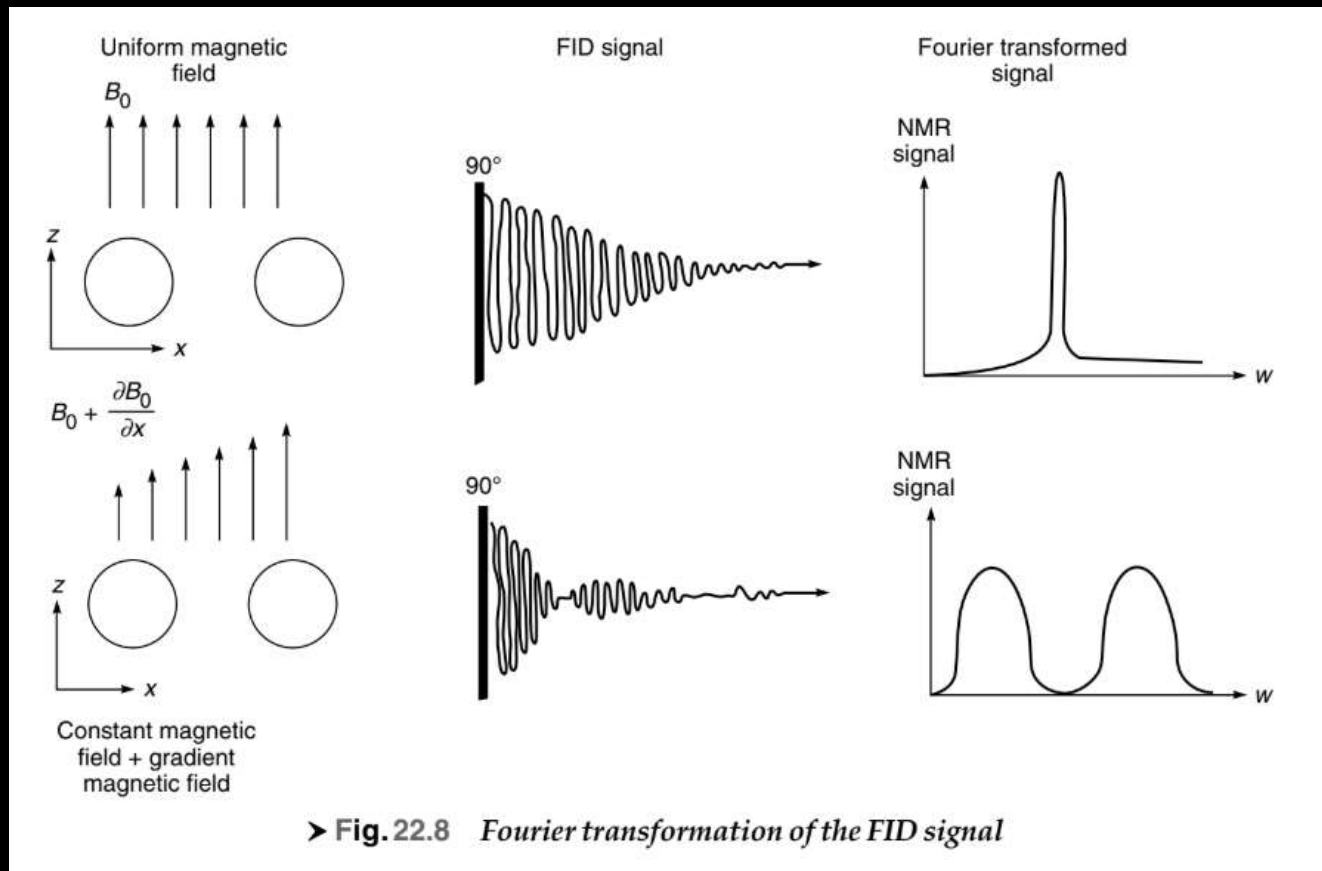 Uniform magnetic
field
B₀
z
x
FID signal
90°
Fourier transformed
signal
NMR
signal
w
B₀ + ∂B₀/∂x
z
x
Constant magnetic
field + gradient
magnetic field
90°
NMR
signal
w
➤ Fig. 22.8 Fourier transformation of the FID signal